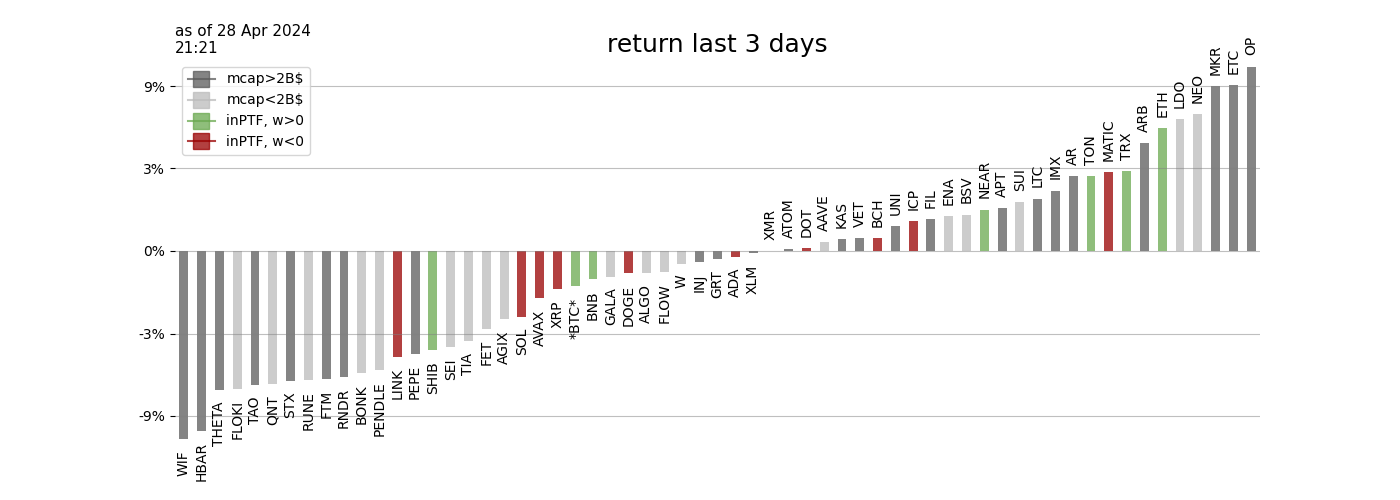 as of 28 Apr 2024
21:21
return last 3 days
mcap>2B$
mcap<2B$
inPTF, w>0
inPTF, w<0
9%
3%
0%
-3%
-9%
WIF
HBAR
THETA
FLOKI
TAO
QNT
STX
RUNE
FTM
RNDR
BONK
PENDLE
LINK
PEPE
SHIB
SEI
TIA
FET
AGIX
SOL
AVAX
XRP
*BTC*
BNB
GALA
DOGE
ALGO
FLOW
W
INJ
GRT
ADA
XLM
XMR
ATOM
DOT
AAVE
KAS
VET
BCH
UNI
ICP
FIL
ENA
BSV
NEAR
APT
SUI
LTC
IMX
AR
TON
MATIC
TRX
ARB
ETH
LDO
NEO
MKR
ETC
OP